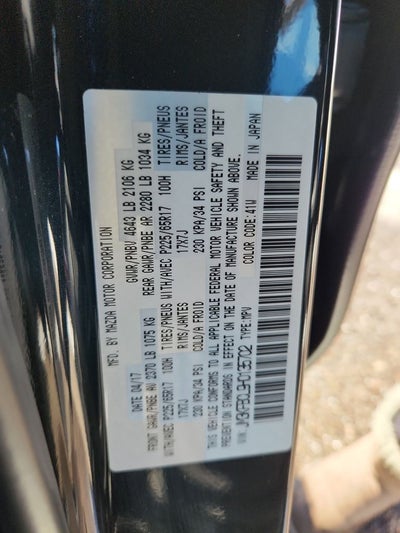 MFD. BY MAZDA MOTOR CORPORATION
DATE 04/17 GVWR/PNBV 4643 LB 2106 KG
FRONT GAWR/PNBE AV 2370 LB 1075 KG REAR GAWR/PNBE AR 2280 LB 1034 KG
WITH/AVEC P225/65R17 100H TIRES/PNEUS WITH/AVEC P225/65R17 100H TIRES/PNEUS
17X7J RIMS/JANTES 17X7J RIMS/JANTES
230 KPA/34 PSI COLD/A FROID 230 KPA/34 PSI COLD/A FROID
THIS VEHICLE CONFORMS TO ALL APPLICABLE FEDERAL MOTOR VEHICLE SAFETY AND THEFT
PREVENTION STANDARDS IN EFFECT ON THE DATE OF MANUFACTURE SHOWN ABOVE.
COLOR CODE: 41W MADE IN JAPAN
TYPE: MPV